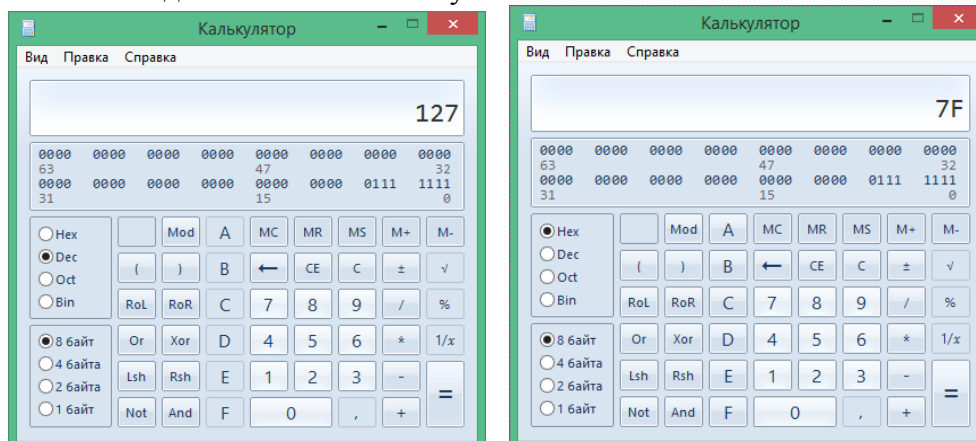 Калькулятор
Вид Правка Справка
127
0000 0000 0000 0000 0000 0000 0000 0000
63 47 32
0000 0000 0000 0000 0000 0000 0111 1111
31 15 0
Hex Mod A MC MR MS M+ M-
Dec
Oct ( ) B ← CE C ± √
Bin RoL RoR C 7 8 9 / %
8 байт Or Xor D 4 5 6 * 1/x
4 байта
2 байта Lsh Rsh E 1 2 3 - =
1 байт Not And F 0 , +
Калькулятор
Вид Правка Справка
7F
0000 0000 0000 0000 0000 0000 0000 0000
63 47 32
0000 0000 0000 0000 0000 0000 0111 1111
31 15 0
Hex Mod A MC MR MS M+ M-
Dec
Oct ( ) B ← CE C ± √
Bin RoL RoR C 7 8 9 / %
8 байт Or Xor D 4 5 6 * 1/x
4 байта
2 байта Lsh Rsh E 1 2 3 - =
1 байт Not And F 0 , +